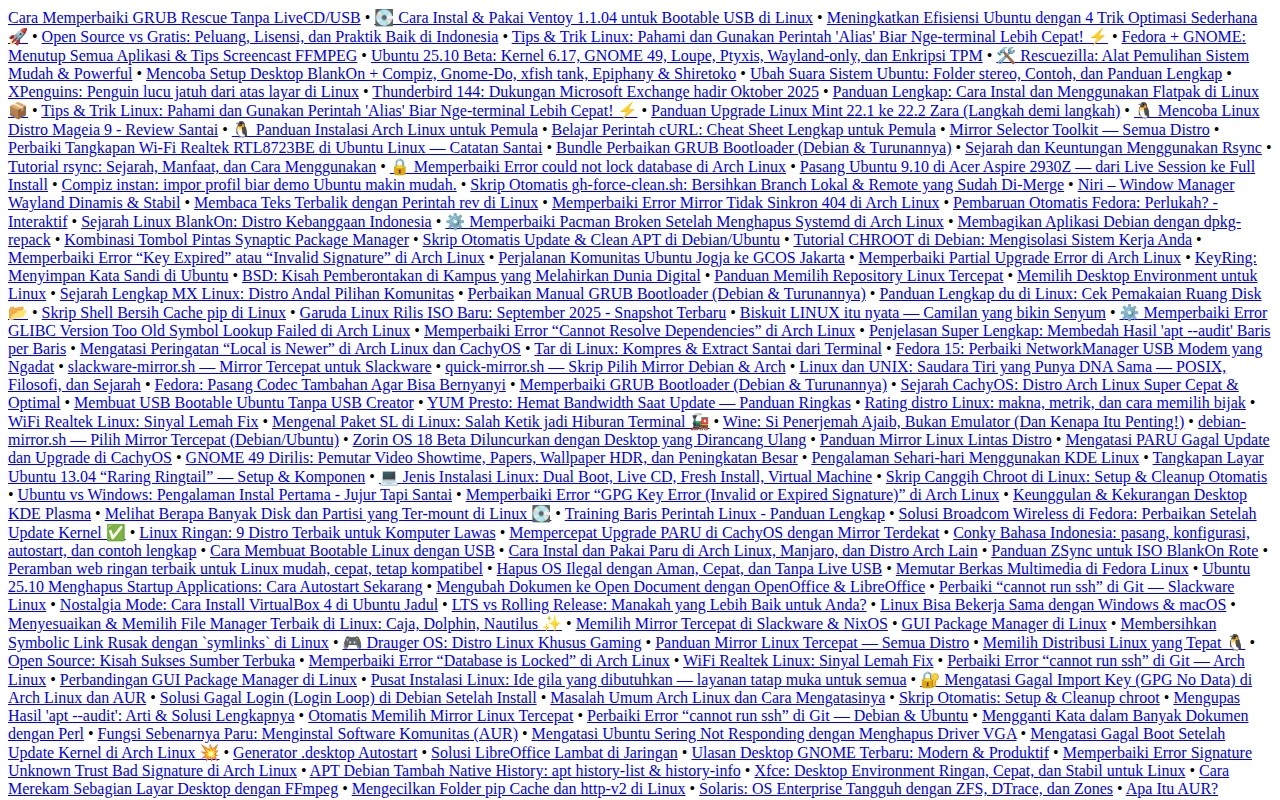 Cara Memperbaiki GRUB Rescue Tanpa LiveCD/USB • 💽 Cara Instal & Pakai Ventoy 1.1.04 untuk Bootable USB di Linux • Meningkatkan Efisiensi Ubuntu dengan 4 Trik Optimasi Sederhana
🚀 • Open Source vs Gratis: Peluang, Lisensi, dan Praktik Baik di Indonesia • Tips & Trik Linux: Pahami dan Gunakan Perintah 'Alias' Biar Nge-terminal Lebih Cepat! ⚡ • Fedora + GNOME:
Menutup Semua Aplikasi & Tips Screencast FFMPEG • Ubuntu 25.10 Beta: Kernel 6.17, GNOME 49, Loupe, Ptyxis, Wayland-only, dan Enkripsi TPM • 🛠️ Rescuezilla: Alat Pemulihan Sistem
Mudah & Powerful • Mencoba Setup Desktop BlankOn + Compiz, Gnome-Do, xfish tank, Epiphany & Shiretoko • Ubah Suara Sistem Ubuntu: Folder stereo, Contoh, dan Panduan Lengkap •
XPenguins: Penguin lucu jatuh dari atas layar di Linux • Thunderbird 144: Dukungan Microsoft Exchange hadir Oktober 2025 • Panduan Lengkap: Cara Instal dan Menggunakan Flatpak di Linux
📦 • Tips & Trik Linux: Pahami dan Gunakan Perintah 'Alias' Biar Nge-terminal Lebih Cepat! ⚡ • Panduan Upgrade Linux Mint 22.1 ke 22.2 Zara (Langkah demi langkah) • 🐧 Mencoba Linux
Distro Mageia 9 - Review Santai • 🐧 Panduan Instalasi Arch Linux untuk Pemula • Belajar Perintah cURL: Cheat Sheet Lengkap untuk Pemula • Mirror Selector Toolkit — Semua Distro •
Perbaiki Tangkapan Wi-Fi Realtek RTL8723BE di Ubuntu Linux — Catatan Santai • Bundle Perbaikan GRUB Bootloader (Debian & Turunannya) • Sejarah dan Keuntungan Menggunakan Rsync •
Tutorial rsync: Sejarah, Manfaat, dan Cara Menggunakan • 🔒 Memperbaiki Error could not lock database di Arch Linux • Pasang Ubuntu 9.10 di Acer Aspire 2930Z — dari Live Session ke Full
Install • Compiz instan: impor profil biar demo Ubuntu makin mudah. • Skrip Otomatis gh-force-clean.sh: Bersihkan Branch Lokal & Remote yang Sudah Di-Merge • Niri – Window Manager
Wayland Dinamis & Stabil • Membaca Teks Terbalik dengan Perintah rev di Linux • Memperbaiki Error Mirror Tidak Sinkron 404 di Arch Linux • Pembaruan Otomatis Fedora: Perlukah? -
Interaktif • Sejarah Linux BlankOn: Distro Kebanggaan Indonesia • ⚙️ Memperbaiki Pacman Broken Setelah Menghapus Systemd di Arch Linux • Membagikan Aplikasi Debian dengan dpkg-
repack • Kombinasi Tombol Pintas Synaptic Package Manager • Skrip Otomatis Update & Clean APT di Debian/Ubuntu • Tutorial CHROOT di Debian: Mengisolasi Sistem Kerja Anda •
Memperbaiki Error “Key Expired” atau “Invalid Signature” di Arch Linux • Perjalanan Komunitas Ubuntu Jogja ke GCOS Jakarta • Memperbaiki Partial Upgrade Error di Arch Linux • KeyRing:
Menyimpan Kata Sandi di Ubuntu • BSD: Kisah Pemberontakan di Kampus yang Melahirkan Dunia Digital • Panduan Memilih Repository Linux Tercepat • Memilih Desktop Environment untuk
Linux • Sejarah Lengkap MX Linux: Distro Andal Pilihan Komunitas • Perbaikan Manual GRUB Bootloader (Debian & Turunannya) • Panduan Lengkap du di Linux: Cek Pemakaian Ruang Disk
📂 • Skrip Shell Bersih Cache pip di Linux • Garuda Linux Rilis ISO Baru: September 2025 - Snapshot Terbaru • Biskuit LINUX itu nyata — Camilan yang bikin Senyum • ⚙️ Memperbaiki Error
GLIBC Version Too Old Symbol Lookup Failed di Arch Linux • Memperbaiki Error “Cannot Resolve Dependencies” di Arch Linux • Penjelasan Super Lengkap: Membedah Hasil 'apt --audit' Baris
per Baris • Mengatasi Peringatan “Local is Newer” di Arch Linux dan CachyOS • Tar di Linux: Kompres & Extract Santai dari Terminal • Fedora 15: Perbaiki NetworkManager USB Modem yang
Ngadat • slackware-mirror.sh — Mirror Tercepat untuk Slackware • quick-mirror.sh — Skrip Pilih Mirror Debian & Arch • Linux dan UNIX: Saudara Tiri yang Punya DNA Sama — POSIX,
Filosofi, dan Sejarah • Fedora: Pasang Codec Tambahan Agar Bisa Bernyanyi • Memperbaiki GRUB Bootloader (Debian & Turunannya) • Sejarah CachyOS: Distro Arch Linux Super Cepat &
Optimal • Membuat USB Bootable Ubuntu Tanpa USB Creator • YUM Presto: Hemat Bandwidth Saat Update — Panduan Ringkas • Rating distro Linux: makna, metrik, dan cara memilih bijak •
WiFi Realtek Linux: Sinyal Lemah Fix • Mengenal Paket SL di Linux: Salah Ketik jadi Hiburan Terminal 🚂 • Wine: Si Penerjemah Ajaib, Bukan Emulator (Dan Kenapa Itu Penting!) • debian-
mirror.sh — Pilih Mirror Tercepat (Debian/Ubuntu) • Zorin OS 18 Beta Diluncurkan dengan Desktop yang Dirancang Ulang • Panduan Mirror Linux Lintas Distro • Mengatasi PARU Gagal Update
dan Upgrade di CachyOS • GNOME 49 Dirilis: Pemutar Video Showtime, Papers, Wallpaper HDR, dan Peningkatan Besar • Pengalaman Sehari-hari Menggunakan KDE Linux • Tangkapan Layar
Ubuntu 13.04 “Raring Ringtail” — Setup & Komponen • 💻 Jenis Instalasi Linux: Dual Boot, Live CD, Fresh Install, Virtual Machine • Skrip Canggih Chroot di Linux: Setup & Cleanup Otomatis
• Ubuntu vs Windows: Pengalaman Instal Pertama - Jujur Tapi Santai • Memperbaiki Error “GPG Key Error (Invalid or Expired Signature)” di Arch Linux • Keunggulan & Kekurangan Desktop
KDE Plasma • Melihat Berapa Banyak Disk dan Partisi yang Ter-mount di Linux 💽 • Training Baris Perintah Linux - Panduan Lengkap • Solusi Broadcom Wireless di Fedora: Perbaikan Setelah
Update Kernel ✅ • Linux Ringan: 9 Distro Terbaik untuk Komputer Lawas • Mempercepat Upgrade PARU di CachyOS dengan Mirror Terdekat • Conky Bahasa Indonesia: pasang, konfigurasi,
autostart, dan contoh lengkap • Cara Membuat Bootable Linux dengan USB • Cara Instal dan Pakai Paru di Arch Linux, Manjaro, dan Distro Arch Lain • Panduan ZSync untuk ISO BlankOn Rote •
Peramban web ringan terbaik untuk Linux mudah, cepat, tetap kompatibel • Hapus OS Ilegal dengan Aman, Cepat, dan Tanpa Live USB • Memutar Berkas Multimedia di Fedora Linux • Ubuntu
25.10 Menghapus Startup Applications: Cara Autostart Sekarang • Mengubah Dokumen ke Open Document dengan OpenOffice & LibreOffice • Perbaiki “cannot run ssh” di Git — Slackware
Linux • Nostalgia Mode: Cara Install VirtualBox 4 di Ubuntu Jadul • LTS vs Rolling Release: Manakah yang Lebih Baik untuk Anda? • Linux Bisa Bekerja Sama dengan Windows & macOS •
Menyesuaikan & Memilih File Manager Terbaik di Linux: Caja, Dolphin, Nautilus ✨ • Memilih Mirror Tercepat di Slackware & NixOS • GUI Package Manager di Linux • Membersihkan
Symbolic Link Rusak dengan `symlinks` di Linux • 🎮 Drauger OS: Distro Linux Khusus Gaming • Panduan Mirror Linux Tercepat — Semua Distro • Memilih Distribusi Linux yang Tepat 🐧 •
Open Source: Kisah Sukses Sumber Terbuka • Memperbaiki Error “Database is Locked” di Arch Linux • WiFi Realtek Linux: Sinyal Lemah Fix • Perbaiki Error “cannot run ssh” di Git — Arch
Linux • Perbandingan GUI Package Manager di Linux • Pusat Instalasi Linux: Ide gila yang dibutuhkan — layanan tatap muka untuk semua • 🔐 Mengatasi Gagal Import Key (GPG No Data) di
Arch Linux dan AUR • Solusi Gagal Login (Login Loop) di Debian Setelah Install • Masalah Umum Arch Linux dan Cara Mengatasinya • Skrip Otomatis: Setup & Cleanup chroot • Mengupas
Hasil 'apt --audit': Arti & Solusi Lengkapnya • Otomatis Memilih Mirror Linux Tercepat • Perbaiki Error “cannot run ssh” di Git — Debian & Ubuntu • Mengganti Kata dalam Banyak Dokumen
dengan Perl • Fungsi Sebenarnya Paru: Menginstal Software Komunitas (AUR) • Mengatasi Ubuntu Sering Not Responding dengan Menghapus Driver VGA • Mengatasi Gagal Boot Setelah
Update Kernel di Arch Linux 💥 • Generator .desktop Autostart • Solusi LibreOffice Lambat di Jaringan • Ulasan Desktop GNOME Terbaru: Modern & Produktif • Memperbaiki Error Signature
Unknown Trust Bad Signature di Arch Linux • APT Debian Tambah Native History: apt history-list & history-info • Xfce: Desktop Environment Ringan, Cepat, dan Stabil untuk Linux • Cara
Merekam Sebagian Layar Desktop dengan FFmpeg • Mengecilkan Folder pip Cache dan http-v2 di Linux • Solaris: OS Enterprise Tangguh dengan ZFS, DTrace, dan Zones • Apa Itu AUR?